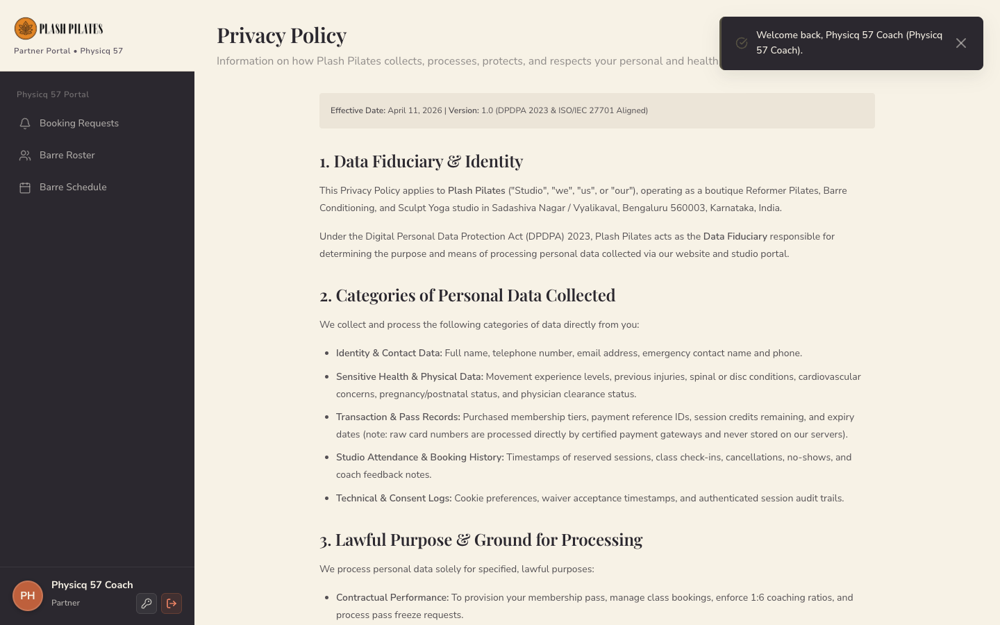 PLASH PILATES
Partner Portal • Physicq 57
Physicq 57 Portal
Booking Requests
Barre Roster
Barre Schedule
PH
Physicq 57 Coach
Partner
Privacy Policy
Information on how Plash Pilates collects, processes, protects, and respects your personal and health
Welcome back, Physicq 57 Coach (Physicq
57 Coach).
Effective Date: April 11, 2026 | Version: 1.0 (DPDPA 2023 & ISO/IEC 27701 Aligned)
1. Data Fiduciary & Identity
This Privacy Policy applies to Plash Pilates ("Studio", "we", "us", or "our"), operating as a boutique Reformer Pilates, Barre
Conditioning, and Sculpt Yoga studio in Sadashiva Nagar / Vyalikaval, Bengaluru 560003, Karnataka, India.
Under the Digital Personal Data Protection Act (DPDPA) 2023, Plash Pilates acts as the Data Fiduciary responsible for
determining the purpose and means of processing personal data collected via our website and studio portal.
2. Categories of Personal Data Collected
We collect and process the following categories of data directly from you:
• Identity & Contact Data: Full name, telephone number, email address, emergency contact name and phone.
• Sensitive Health & Physical Data: Movement experience levels, previous injuries, spinal or disc conditions, cardiovascular
concerns, pregnancy/postnatal status, and physician clearance status.
• Transaction & Pass Records: Purchased membership tiers, payment reference IDs, session credits remaining, and expiry
dates (note: raw card numbers are processed directly by certified payment gateways and never stored on our servers).
• Studio Attendance & Booking History: Timestamps of reserved sessions, class check-ins, cancellations, no-shows, and
coach feedback notes.
• Technical & Consent Logs: Cookie preferences, waiver acceptance timestamps, and authenticated session audit trails.
3. Lawful Purpose & Ground for Processing
We process personal data solely for specified, lawful purposes:
• Contractual Performance: To provision your membership pass, manage class bookings, enforce 1:6 coaching ratios, and
process pass freeze requests.